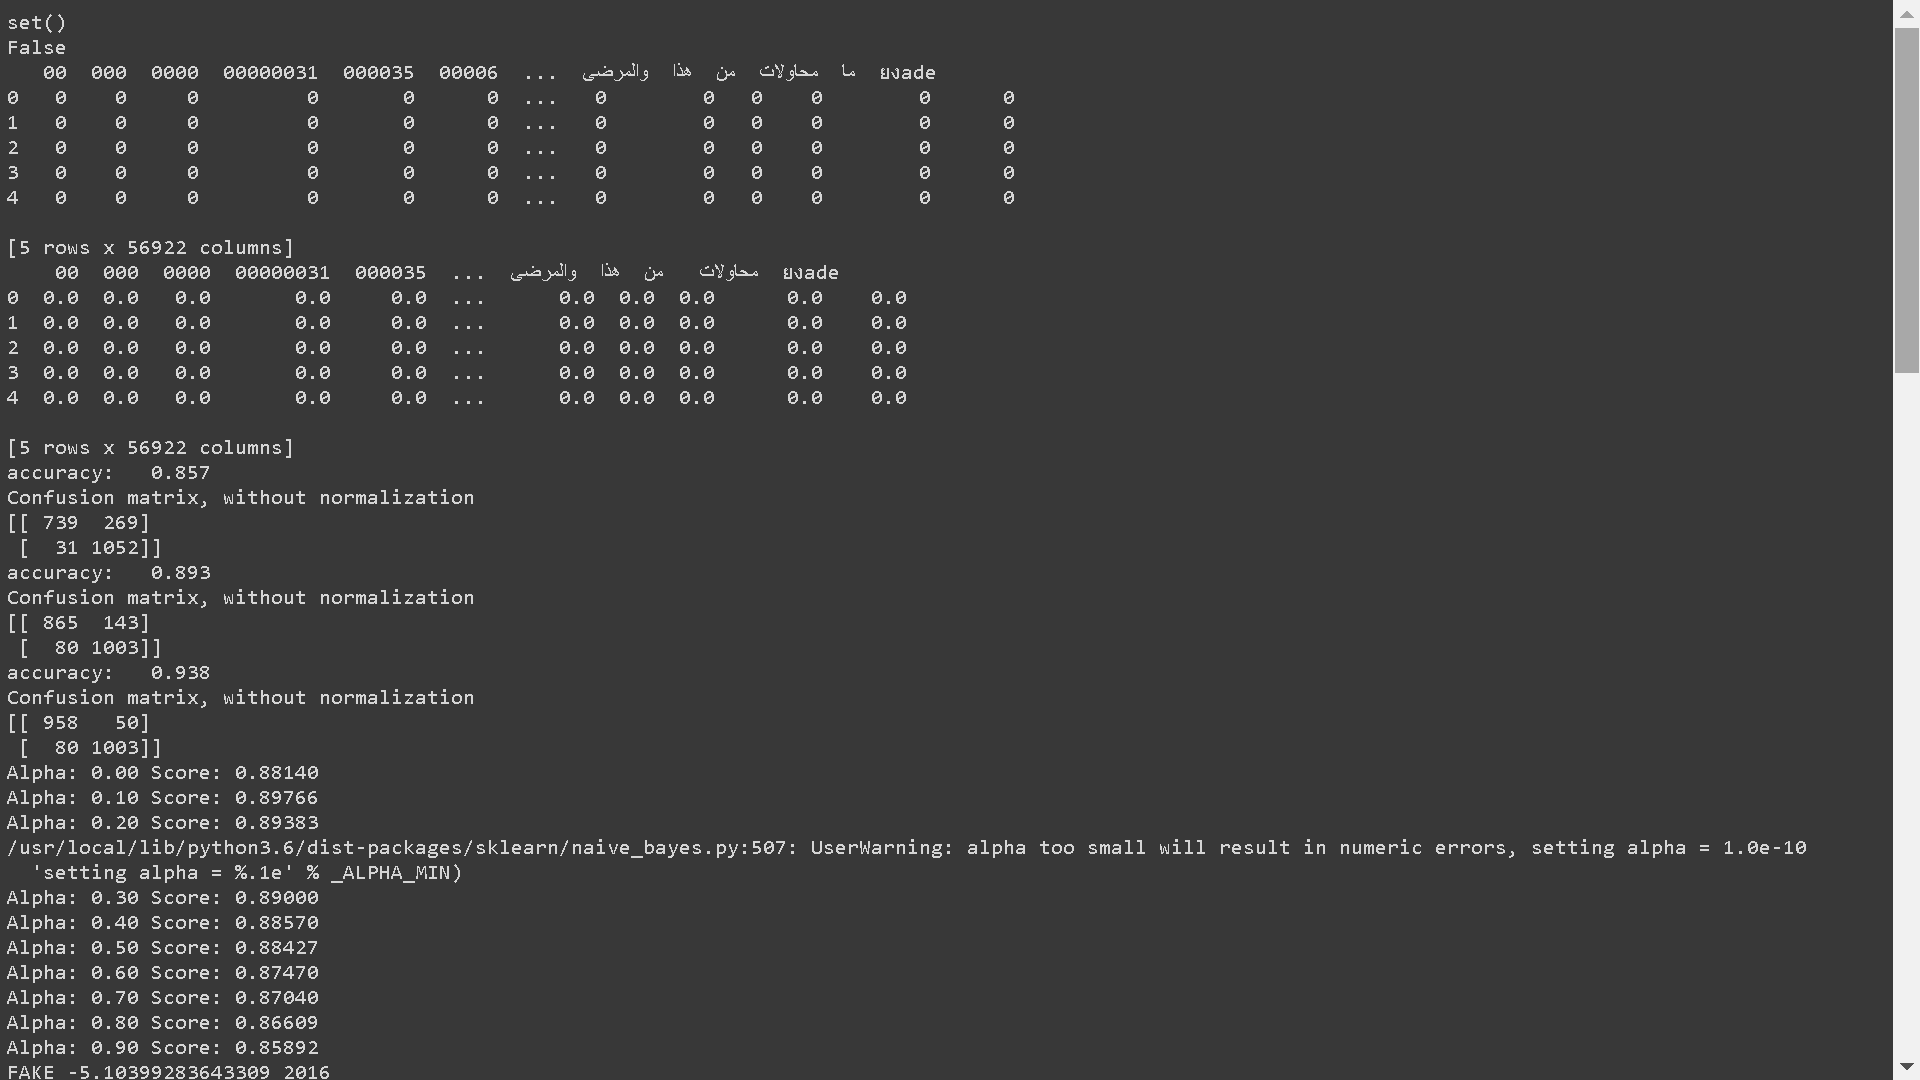 set()
False
00 000 0000 00000031 000035 00006 ... والمرضى هذا من محاولات ما ยงade
0 0 0 0 0 0 0 ... 0 0 0 0 0 0
1 0 0 0 0 0 0 ... 0 0 0 0 0 0
2 0 0 0 0 0 0 ... 0 0 0 0 0 0
3 0 0 0 0 0 0 ... 0 0 0 0 0 0
4 0 0 0 0 0 0 ... 0 0 0 0 0 0
[5 rows x 56922 columns]
00 000 0000 00000031 000035 ... والمرضى هذا من محاولات ยงade
0 0.0 0.0 0.0 0.0 0.0 ... 0.0 0.0 0.0 0.0 0.0
1 0.0 0.0 0.0 0.0 0.0 ... 0.0 0.0 0.0 0.0 0.0
2 0.0 0.0 0.0 0.0 0.0 ... 0.0 0.0 0.0 0.0 0.0
3 0.0 0.0 0.0 0.0 0.0 ... 0.0 0.0 0.0 0.0 0.0
4 0.0 0.0 0.0 0.0 0.0 ... 0.0 0.0 0.0 0.0 0.0
[5 rows x 56922 columns]
accuracy: 0.857
Confusion matrix, without normalization
[[ 739 269]
[ 31 1052]]
accuracy: 0.893
Confusion matrix, without normalization
[[ 865 143]
[ 80 1003]]
accuracy: 0.938
Confusion matrix, without normalization
[[ 958 50]
[ 80 1003]]
Alpha: 0.00 Score: 0.88140
Alpha: 0.10 Score: 0.89766
Alpha: 0.20 Score: 0.89383
/usr/local/lib/python3.6/dist-packages/sklearn/naive_bayes.py:507: UserWarning: alpha too small will result in numeric errors, setting alpha = 1.0e-10
'setting alpha = %.1e' % _ALPHA_MIN)
Alpha: 0.30 Score: 0.89000
Alpha: 0.40 Score: 0.88570
Alpha: 0.50 Score: 0.88427
Alpha: 0.60 Score: 0.87470
Alpha: 0.70 Score: 0.87040
Alpha: 0.80 Score: 0.86609
Alpha: 0.90 Score: 0.85892
FAKE -5.10399283643309 2016